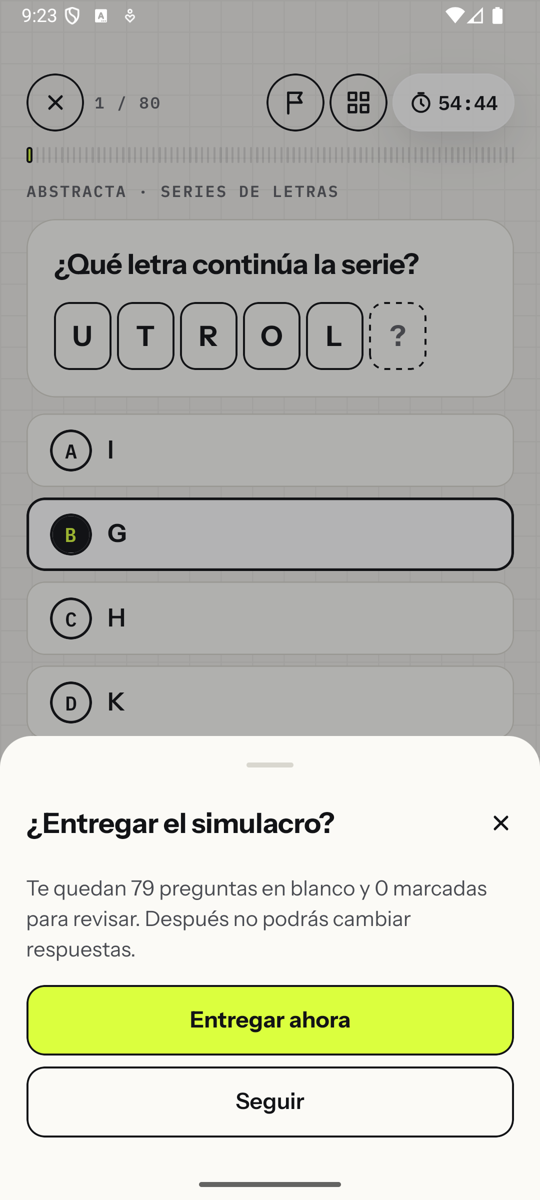 9:23
1 / 80
54:44
ABSTRACTA · SERIES DE LETRAS
¿Qué letra continúa la serie?
U T R O L ?
A I
B G
C H
D K
¿Entregar el simulacro?
Te quedan 79 preguntas en blanco y 0 marcadas
para revisar. Después no podrás cambiar
respuestas.
Entregar ahora
Seguir